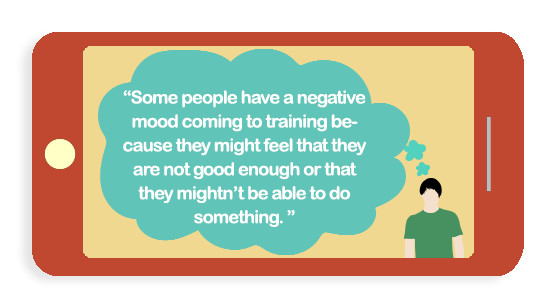 “Some people have a negative
mood coming to training be-
cause they might feel that they
are not good enough or that
they mightn’t be able to do
something. ”